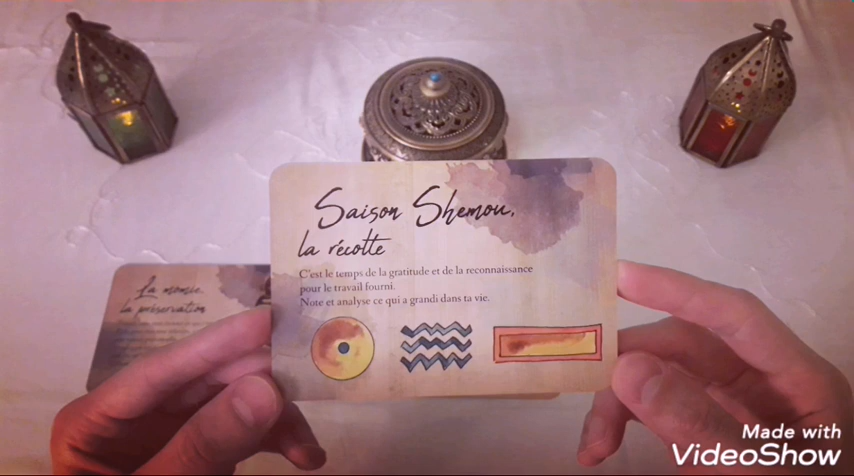 Saison Shemou,
la récolte
C'est le temps de la gratitude et de la reconnaissance
pour le travail fourni.
Note et analyse ce qui a grandi dans ta vie.
La momie,
la préservation
Made with
VideoShow